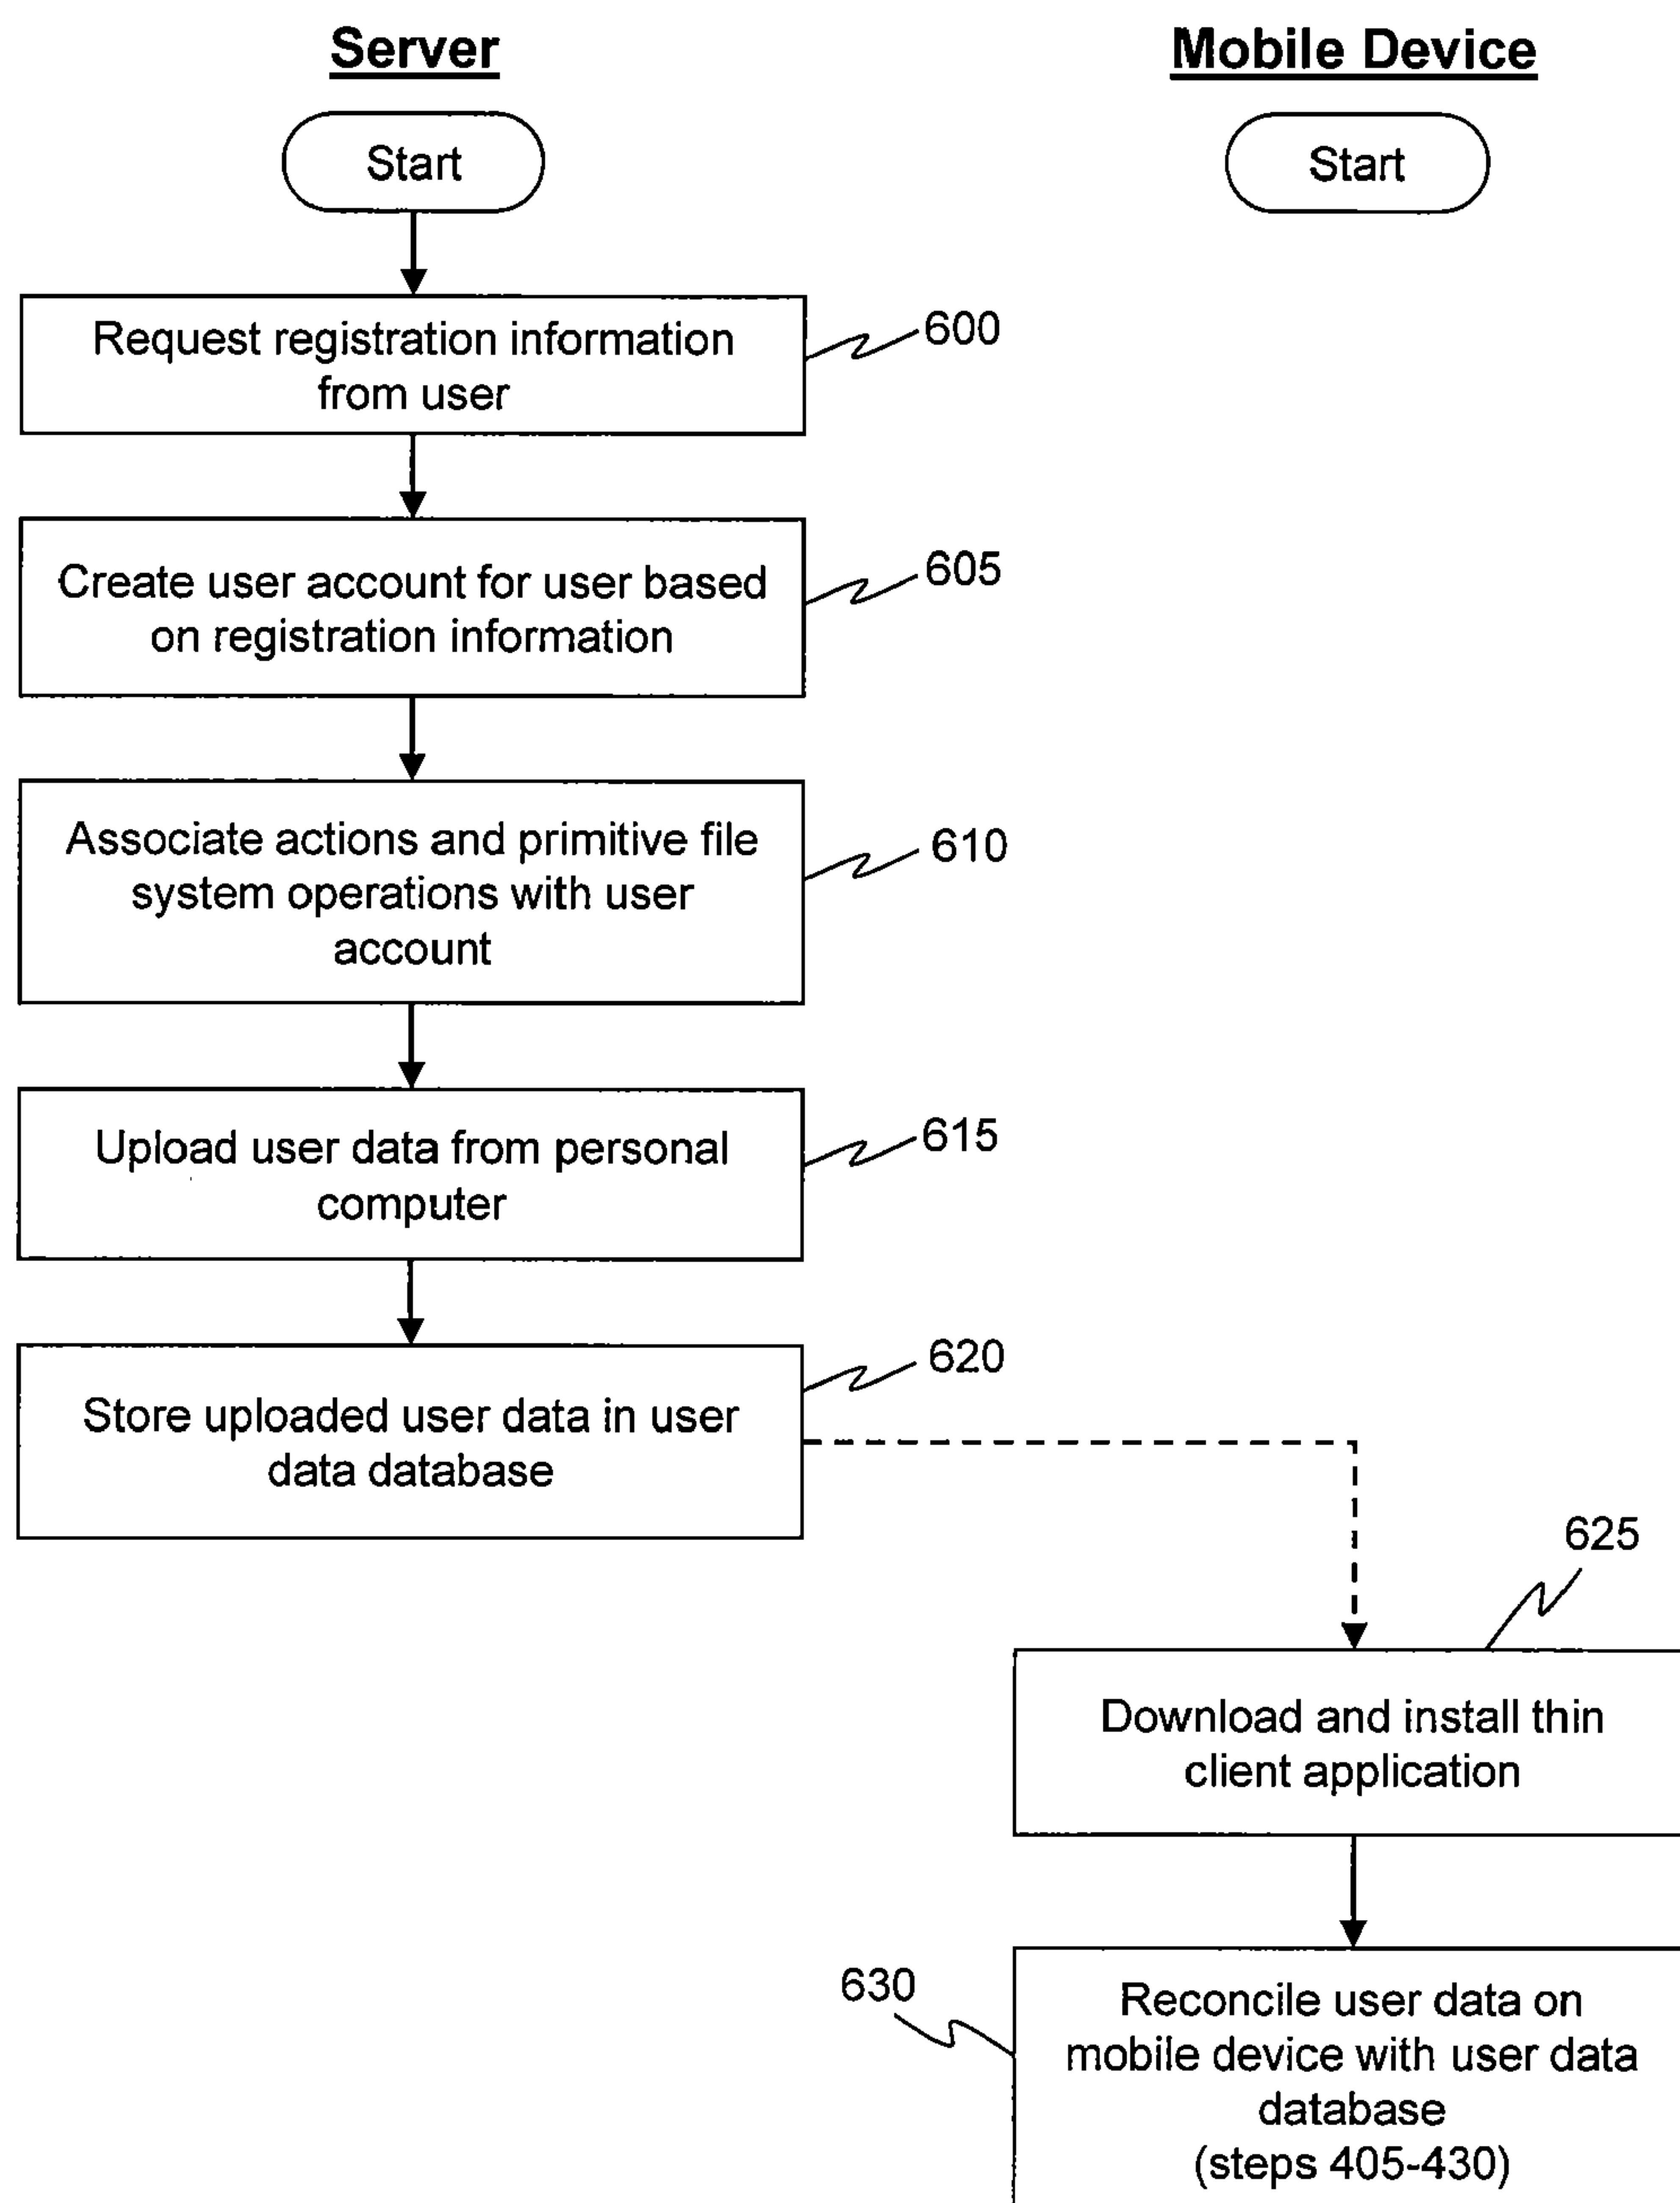 Server
Mobile Device
Start
Start
Request registration information
from user
600
Create user account for user based
on registration information
605
Associate actions and primitive file
system operations with user
account
610
Upload user data from personal
computer
615
Store uploaded user data in user
data database
620
625
Download and install thin
client application
630
Reconcile user data on
mobile device with user data
database
(steps 405-430)